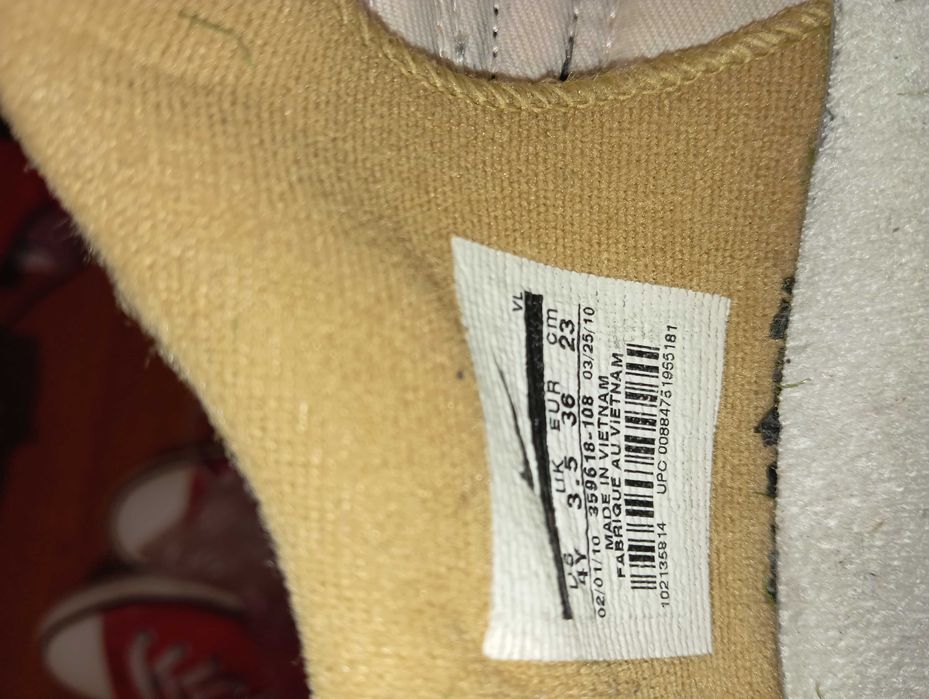 VL
US UK EUR cm
4Y 3.5 36 23
02/01/10 359618-108 03/25/10
MADE IN VIETNAM
FABRIQUE AU VIETNAM
102135814 UPC 00884751955181